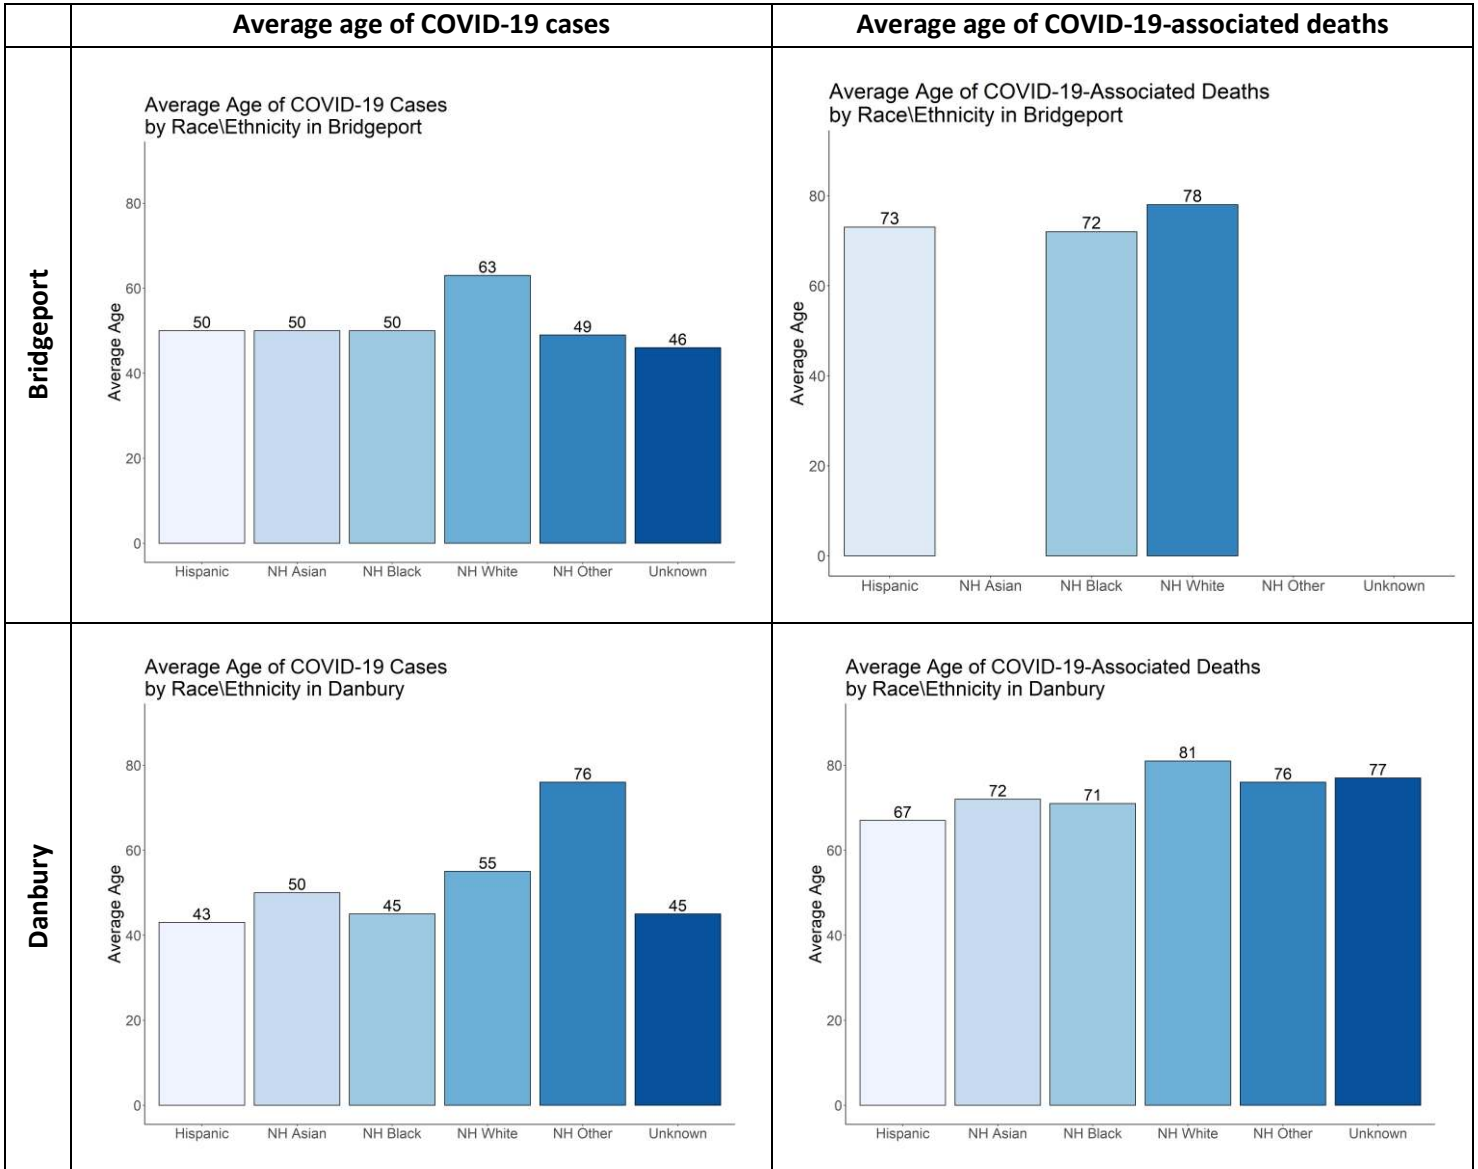 Average age of COVID-19 cases
Average age of COVID-19-associated deaths
Bridgeport
Average Age of COVID-19 Cases
by Race\Ethnicity in Bridgeport
Average Age
80
60
40
20
0
50
50
50
63
49
46
Hispanic NH Asian NH Black NH White NH Other Unknown
Average Age of COVID-19-Associated Deaths
by Race\Ethnicity in Bridgeport
Average Age
80
60
40
20
0
73
72
78
Hispanic NH Asian NH Black NH White NH Other Unknown
Danbury
Average Age of COVID-19 Cases
by Race\Ethnicity in Danbury
Average Age
80
60
40
20
0
43
50
45
55
76
45
Hispanic NH Asian NH Black NH White NH Other Unknown
Average Age of COVID-19-Associated Deaths
by Race\Ethnicity in Danbury
Average Age
80
60
40
20
0
67
72
71
81
76
77
Hispanic NH Asian NH Black NH White NH Other Unknown